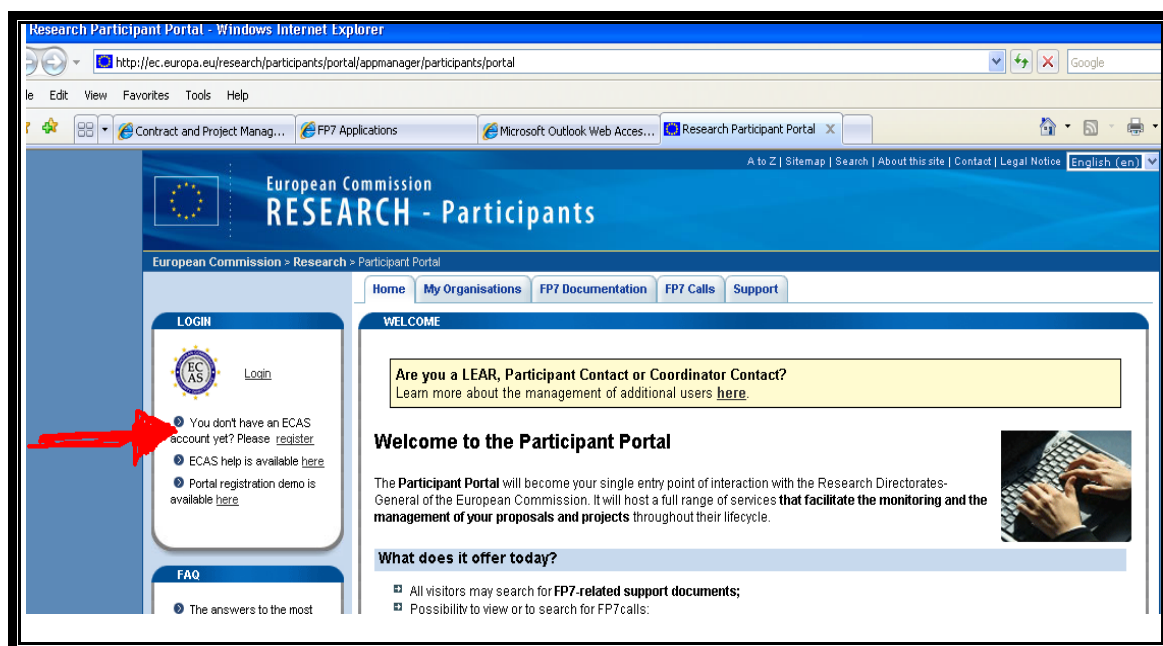 Research Participant Portal - Windows Internet Explorer
http://ec.europa.eu/research/participants/portal/appmanager/participants/portal
Google
Edit View Favorites Tools Help
Contract and Project Manag... FP7 Applications Microsoft Outlook Web Acces... Research Participant Portal X
A to Z | Sitemap | Search | About this site | Contact | Legal Notice English (en)
European Commission
RESEARCH - Participants
European Commission > Research > Participant Portal
Home My Organisations FP7 Documentation FP7 Calls Support
LOGIN
EC
AS
Login
You don't have an ECAS
account yet? Please register
ECAS help is available here
Portal registration demo is
available here
FAQ
The answers to the most
WELCOME
Are you a LEAR, Participant Contact or Coordinator Contact?
Learn more about the management of additional users here.
Welcome to the Participant Portal
The Participant Portal will become your single entry point of interaction with the Research Directorates-
General of the European Commission. It will host a full range of services that facilitate the monitoring and the
management of your proposals and projects throughout their lifecycle.
What does it offer today?
All visitors may search for FP7-related support documents;
Possibility to view or to search for FP7calls: